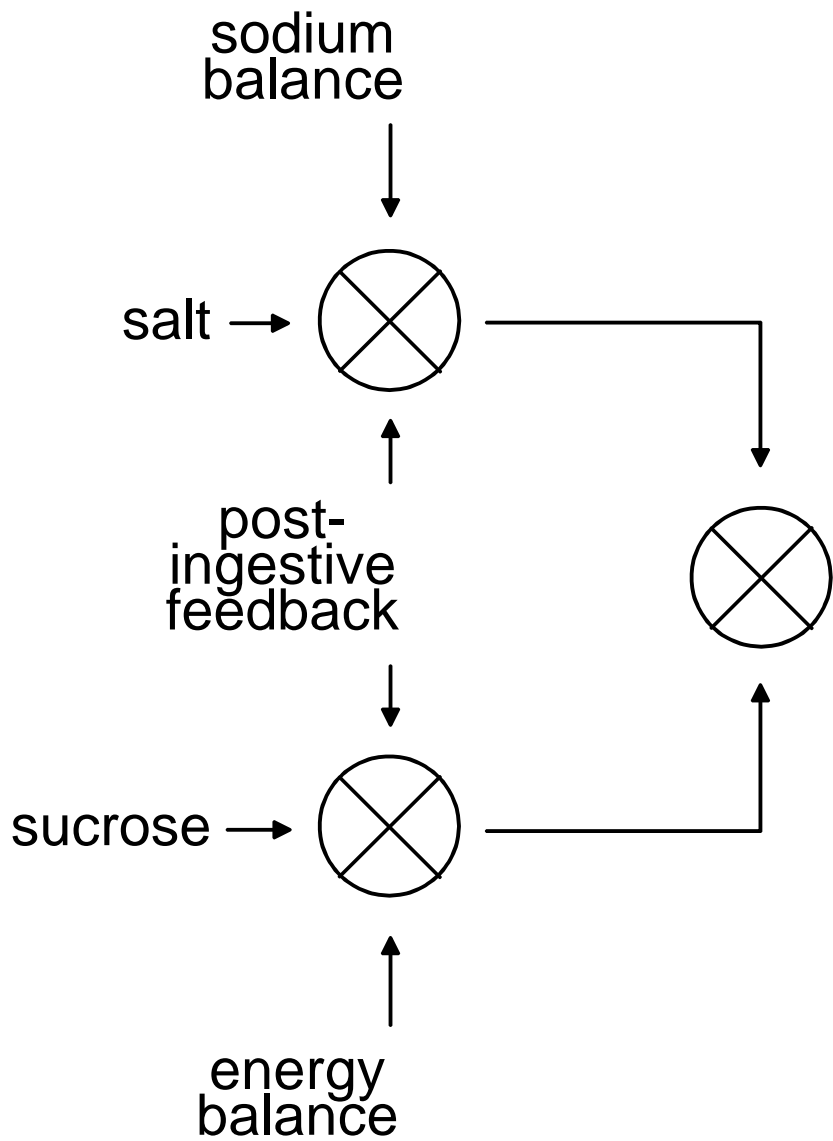 sodium
balance
salt
post-
ingestive
feedback
sucrose
energy
balance